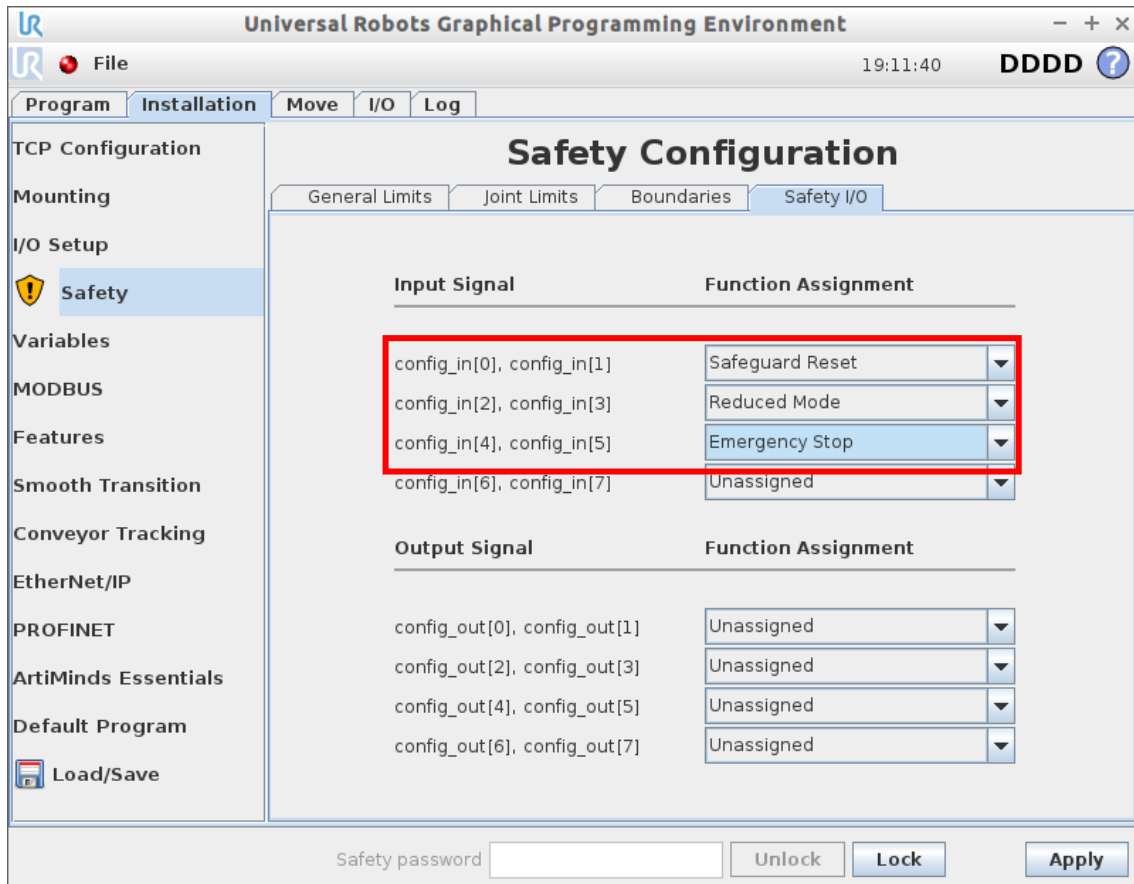 UR Universal Robots Graphical Programming Environment
UR File 19:11:40 DDDD ?
Program Installation Move I/O Log
TCP Configuration
Mounting
I/O Setup
Safety
Variables
MODBUS
Features
Smooth Transition
Conveyor Tracking
EtherNet/IP
PROFINET
ArtiMinds Essentials
Default Program
Load/Save
Safety Configuration
General Limits Joint Limits Boundaries Safety I/O
Input Signal Function Assignment
config_in[0], config_in[1] Safeguard Reset
config_in[2], config_in[3] Reduced Mode
config_in[4], config_in[5] Emergency Stop
config_in[6], config_in[7] Unassigned
Output Signal Function Assignment
config_out[0], config_out[1] Unassigned
config_out[2], config_out[3] Unassigned
config_out[4], config_out[5] Unassigned
config_out[6], config_out[7] Unassigned
Safety password Unlock Lock Apply